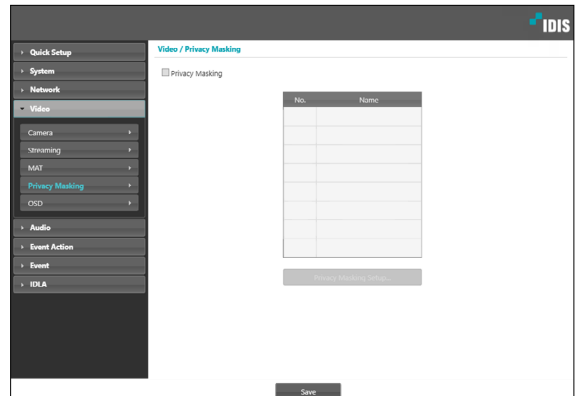 IDIS
Quick Setup
System
Network
Video
Camera
Streaming
MAT
Privacy Masking
OSD
Audio
Event Action
Event
IDLA
Video / Privacy Masking
Privacy Masking
No. Name
Privacy Masking Setup...
Save